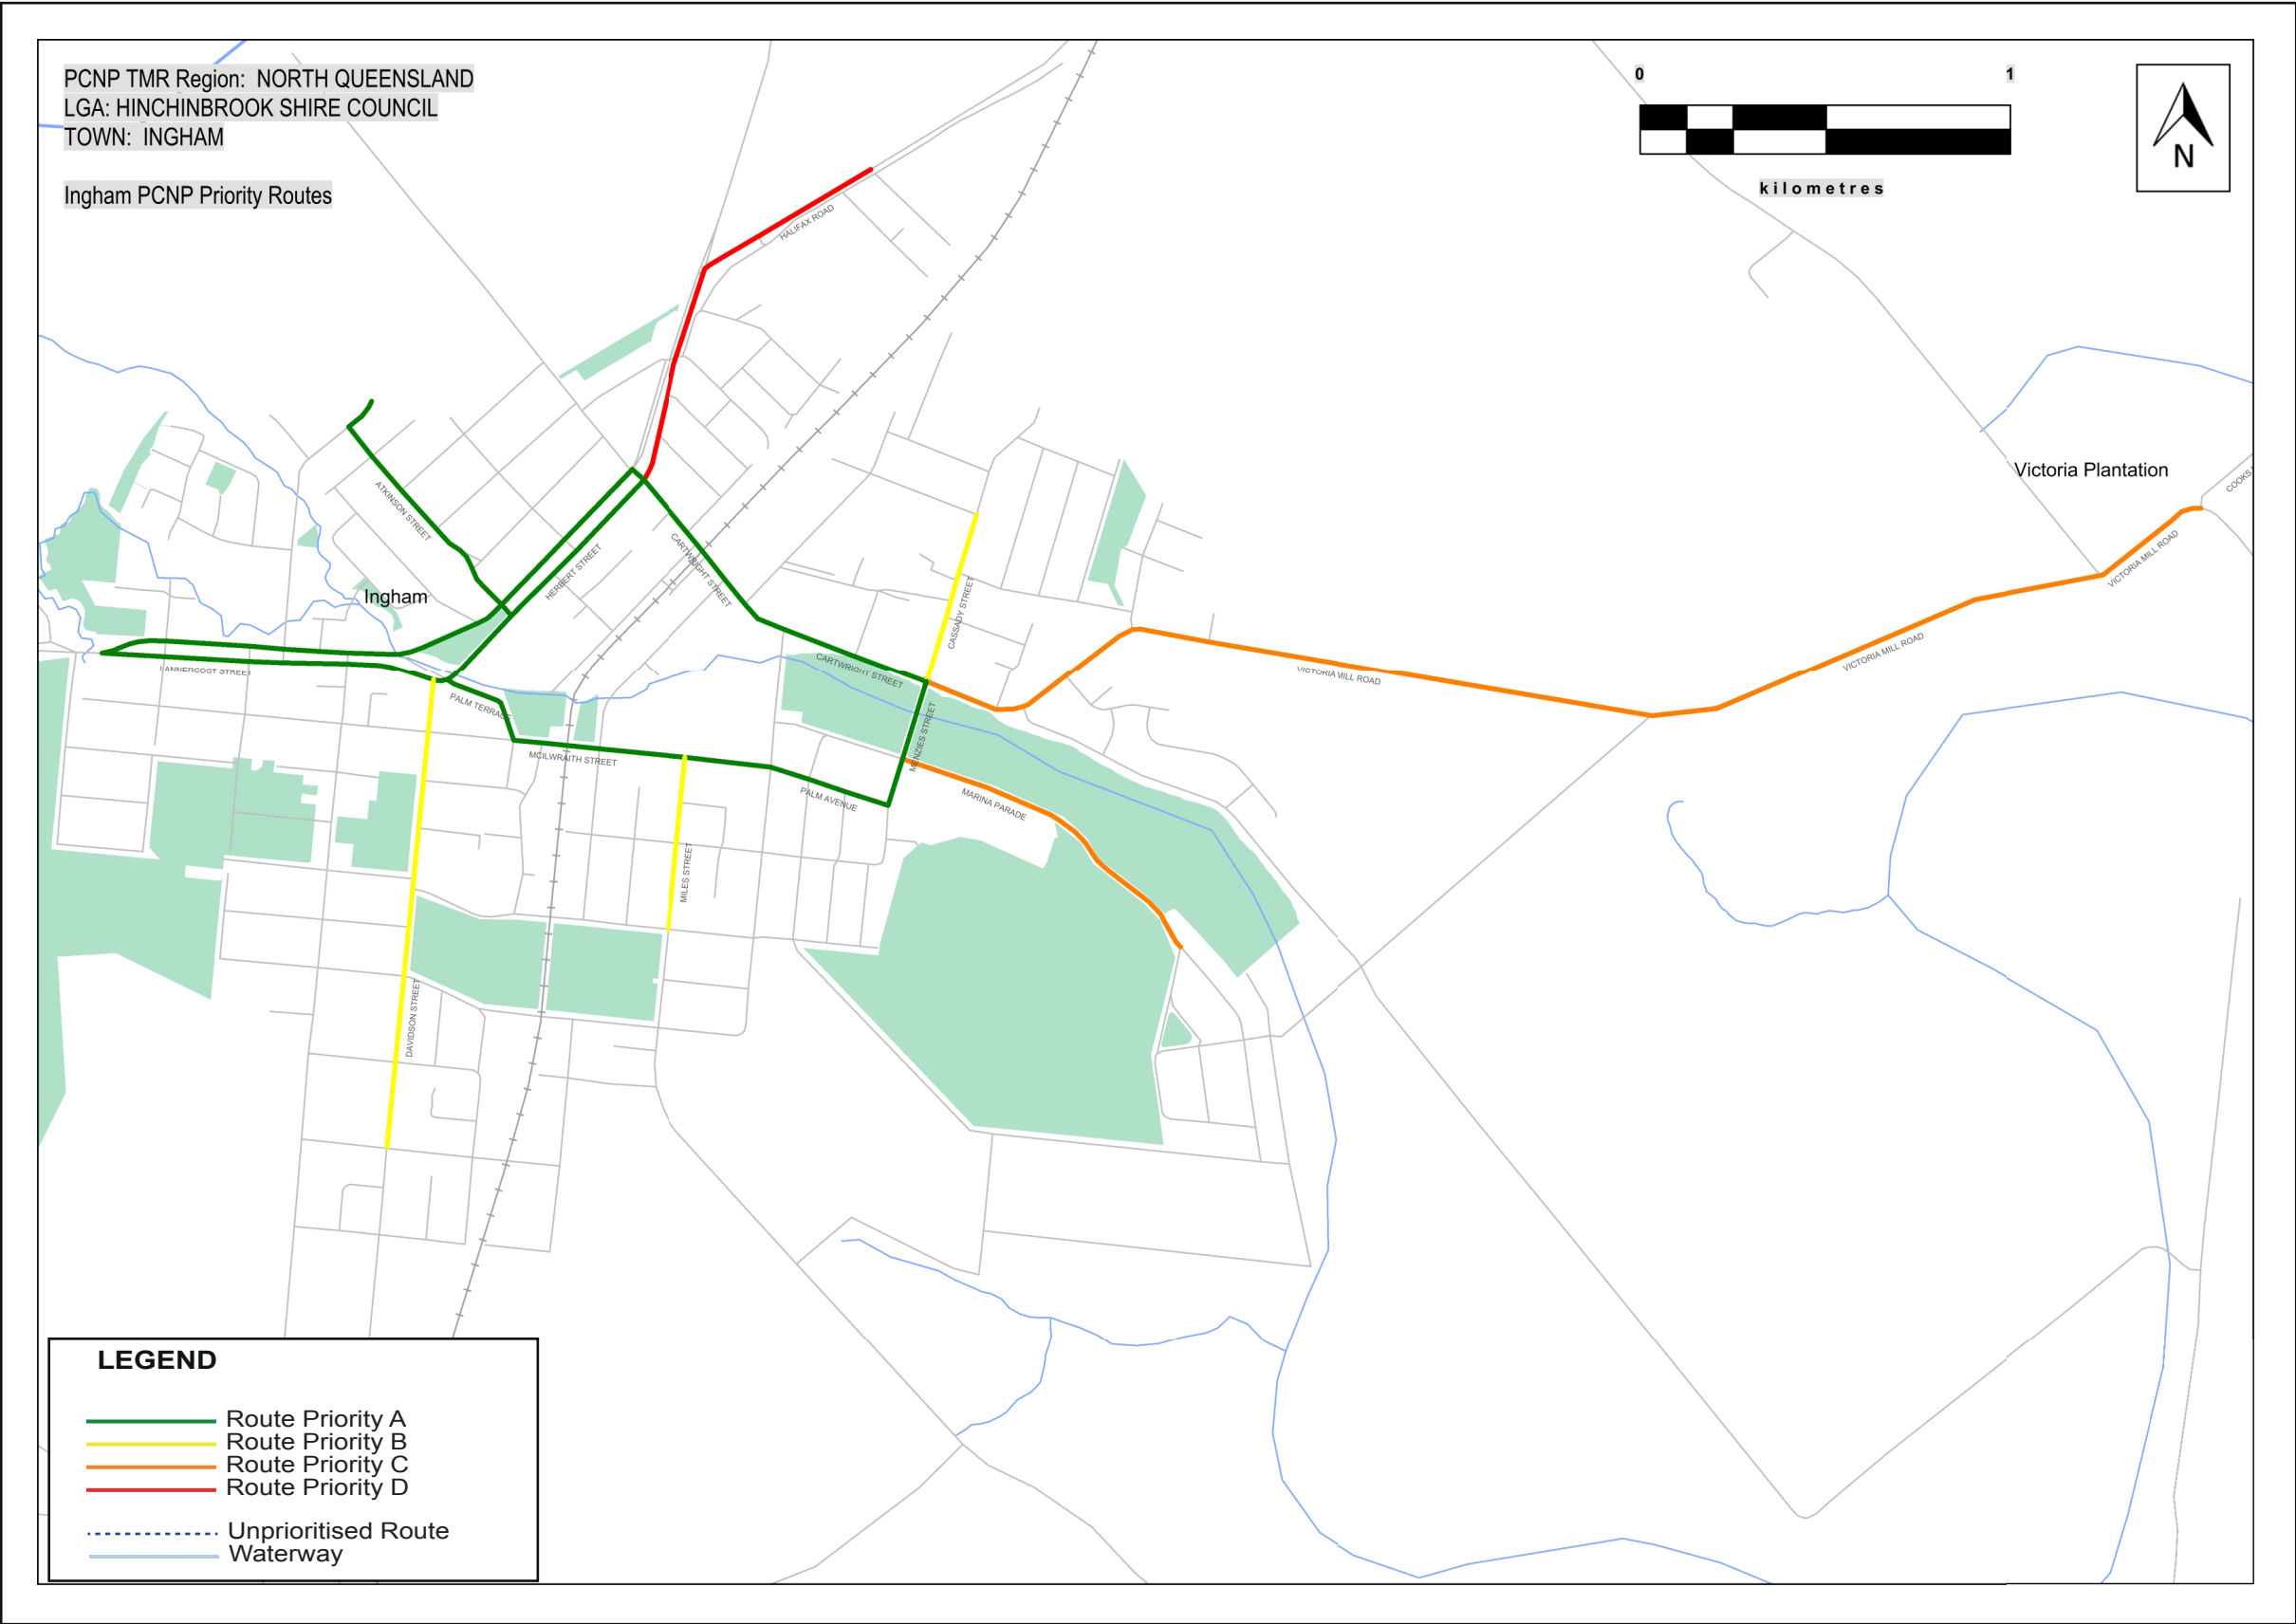 PCNP TMR Region: NORTH QUEENSLAND
LGA: HINCHINBROOK SHIRE COUNCIL
TOWN: INGHAM
Ingham PCNP Priority Routes
0 1
kilometres
N
HALIFAX ROAD
Victoria Plantation
COOKS
ATKINSON STREET
HERBERT STREET
CARTWRIGHT STREET
VICTORIA MILL ROAD
Ingham
CASSADY STREET
VICTORIA MILL ROAD
CARTWRIGHT STREET
LANNERCOST STREET
VICTORIA MILL ROAD
PALM TERRACE
MENZIES STREET
MCILWRAITH STREET
PALM AVENUE
MARINA PARADE
MILES STREET
DAVIDSON STREET
LEGEND
Route Priority A
Route Priority B
Route Priority C
Route Priority D
Unprioritised Route
Waterway